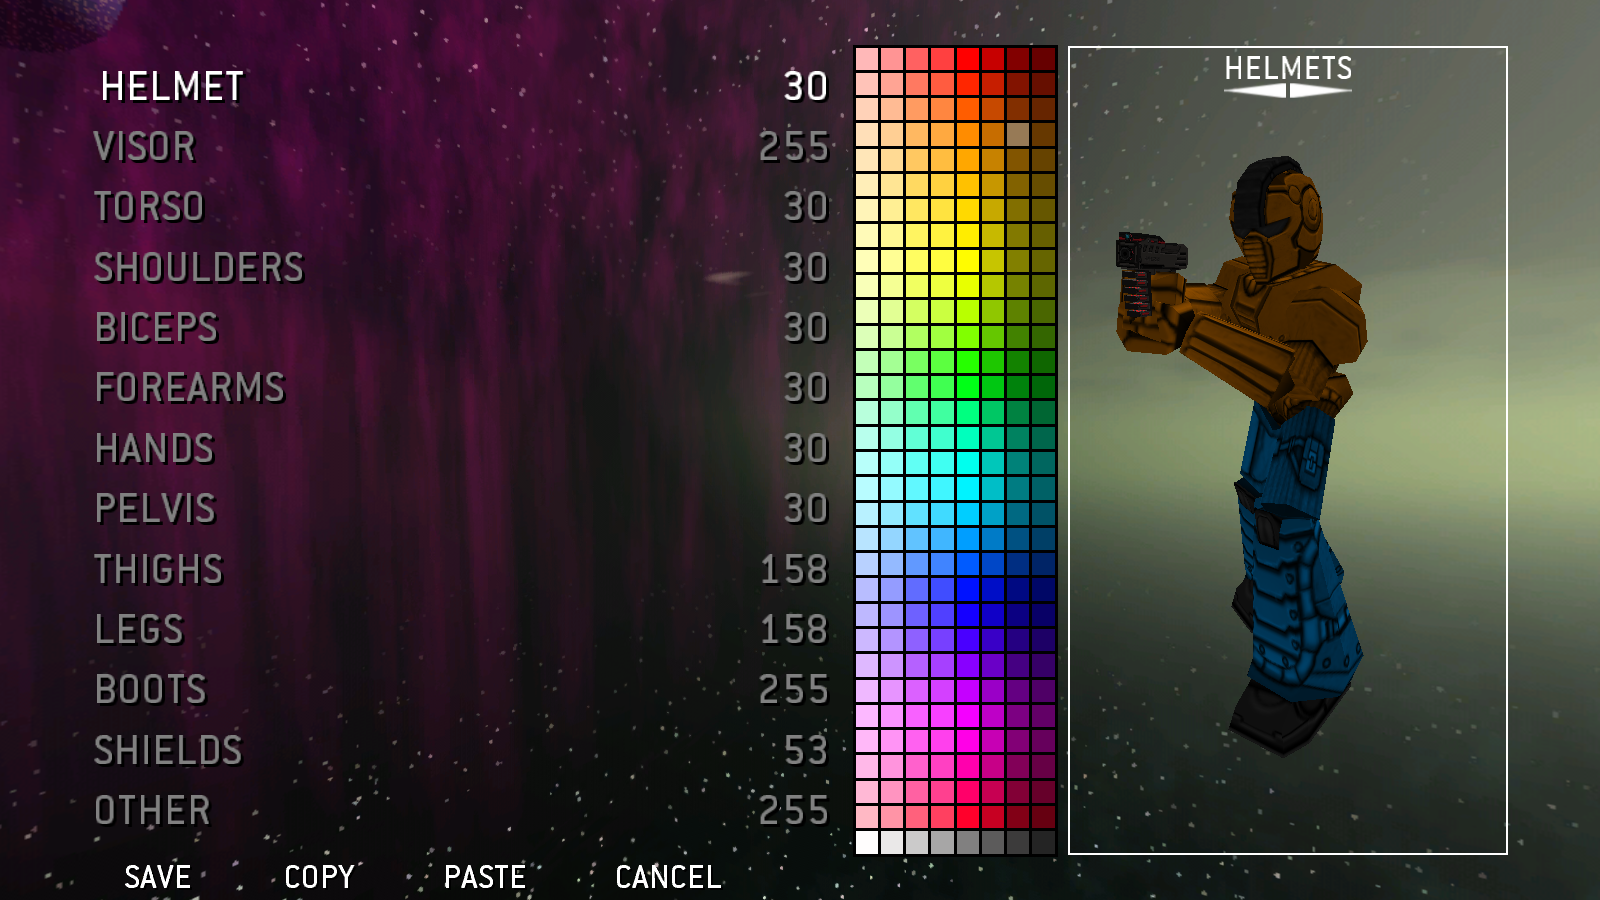 HELMET 30
VISOR 255
TORSO 30
SHOULDERS 30
BICEPS 30
FOREARMS 30
HANDS 30
PELVIS 30
THIGHS 158
LEGS 158
BOOTS 255
SHIELDS 53
OTHER 255
SAVE COPY PASTE CANCEL
HELMETS